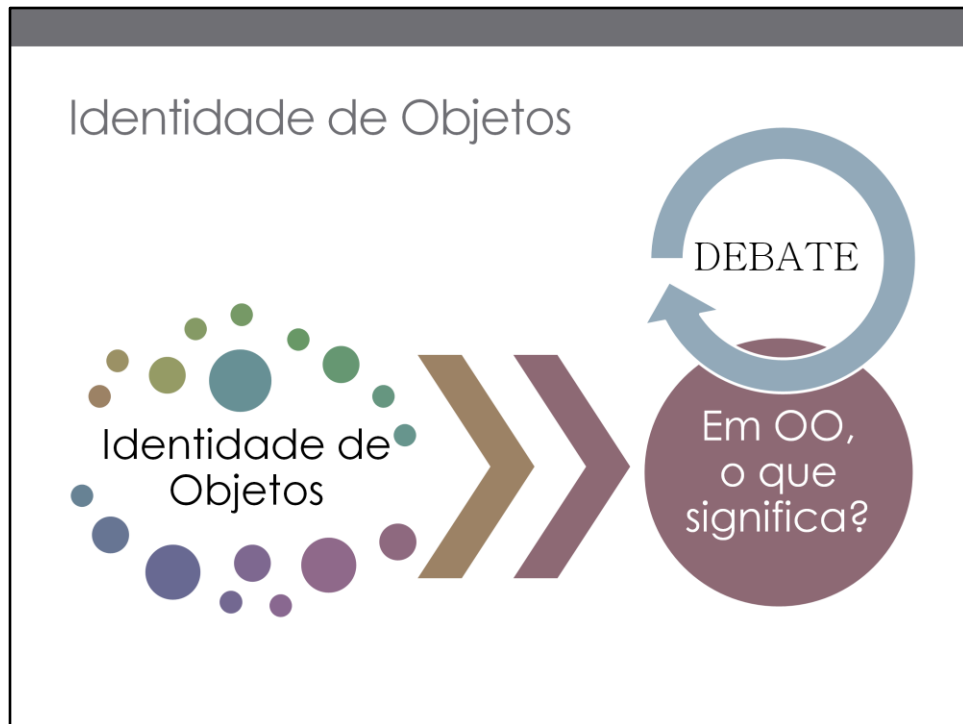 Identidade de Objetos
DEBATE
Identidade de
Objetos
Em OO,
o que
significa?